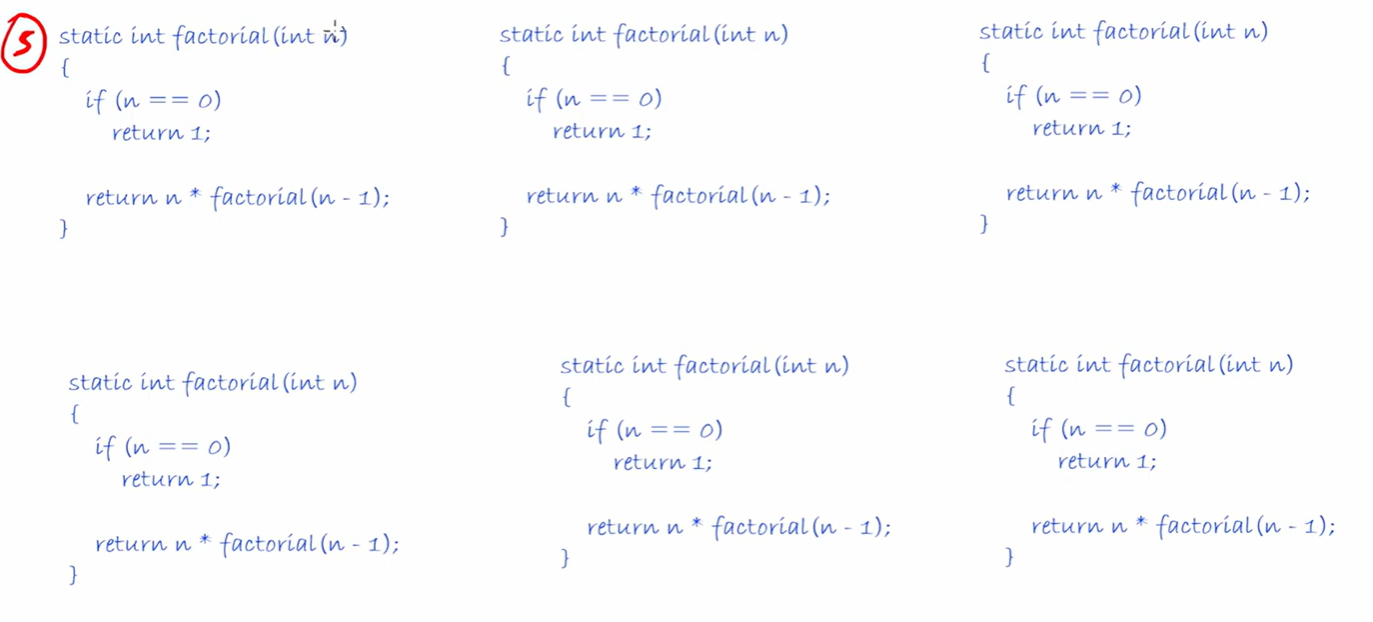 5
static int factorial(int n)
{
if (n == 0)
return 1;
return n * factorial(n - 1);
}
static int factorial(int n)
{
if (n == 0)
return 1;
return n * factorial(n - 1);
}
static int factorial(int n)
{
if (n == 0)
return 1;
return n * factorial(n - 1);
}
static int factorial(int n)
{
if (n == 0)
return 1;
return n * factorial(n - 1);
}
static int factorial(int n)
{
if (n == 0)
return 1;
return n * factorial(n - 1);
}
static int factorial(int n)
{
if (n == 0)
return 1;
return n * factorial(n - 1);
}